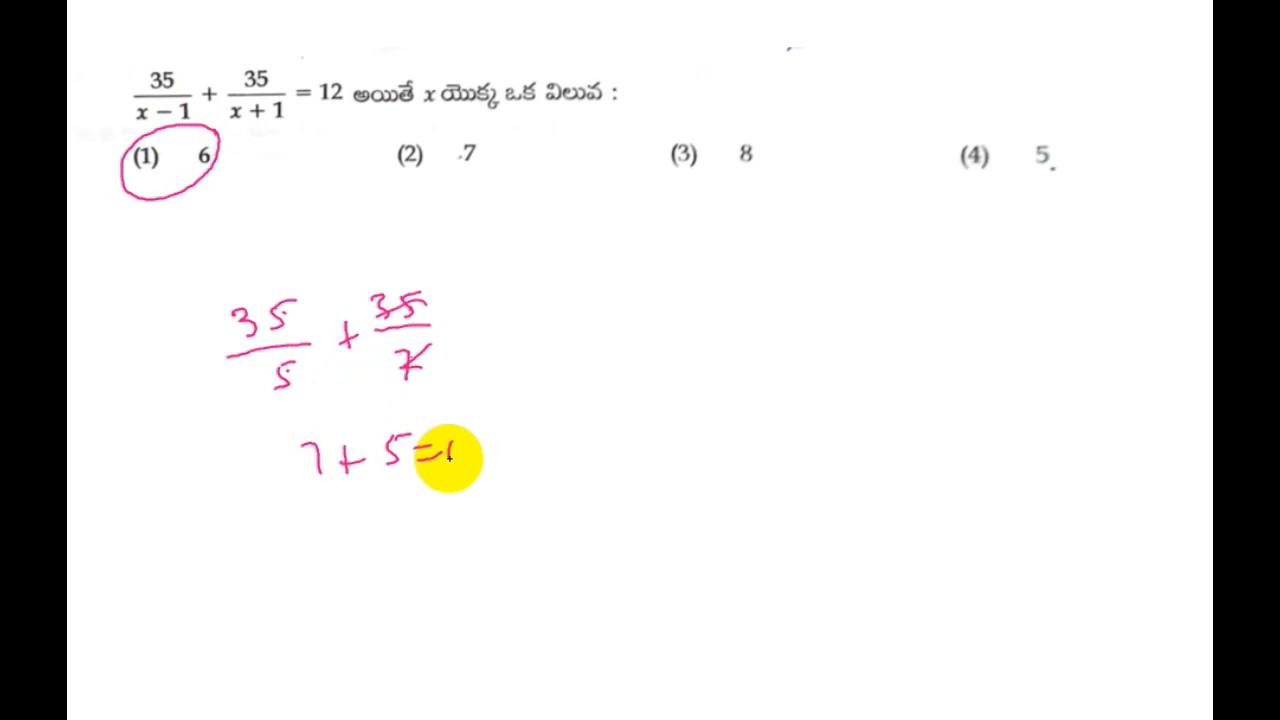 35/(x − 1) + 35/(x + 1) = 12 అయితే x యొక్క ఒక విలువ :
(1) 6 (2) 7 (3) 8 (4) 5
35/5 + 35/7
7 + 5 =